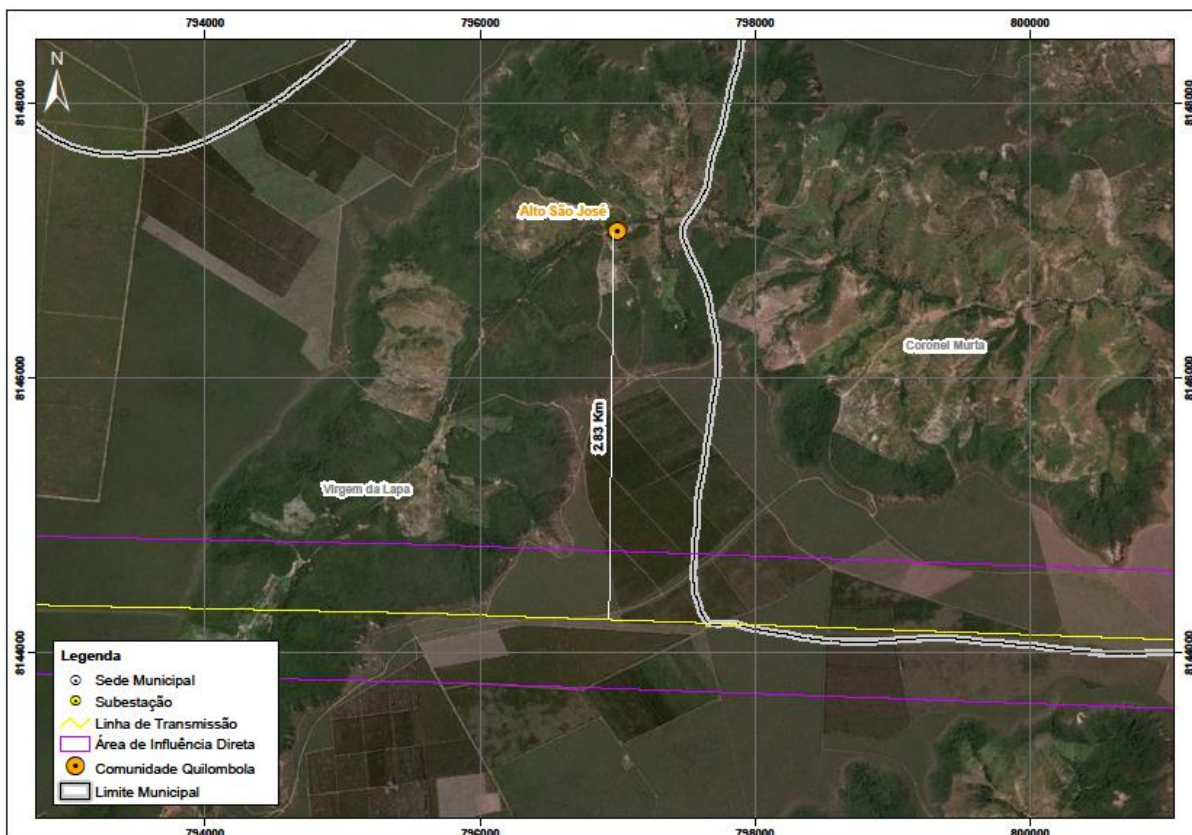 794000
796000
798000
800000
N
8148000
8148000
Alto São José
Coronel Murta
8146000
8146000
2.83 Km
Virgem da Lapa
8144000
8144000
Legenda
Sede Municipal
Subestação
Linha de Transmissão
Área de Influência Direta
Comunidade Quilombola
Limite Municipal
794000
796000
798000
800000